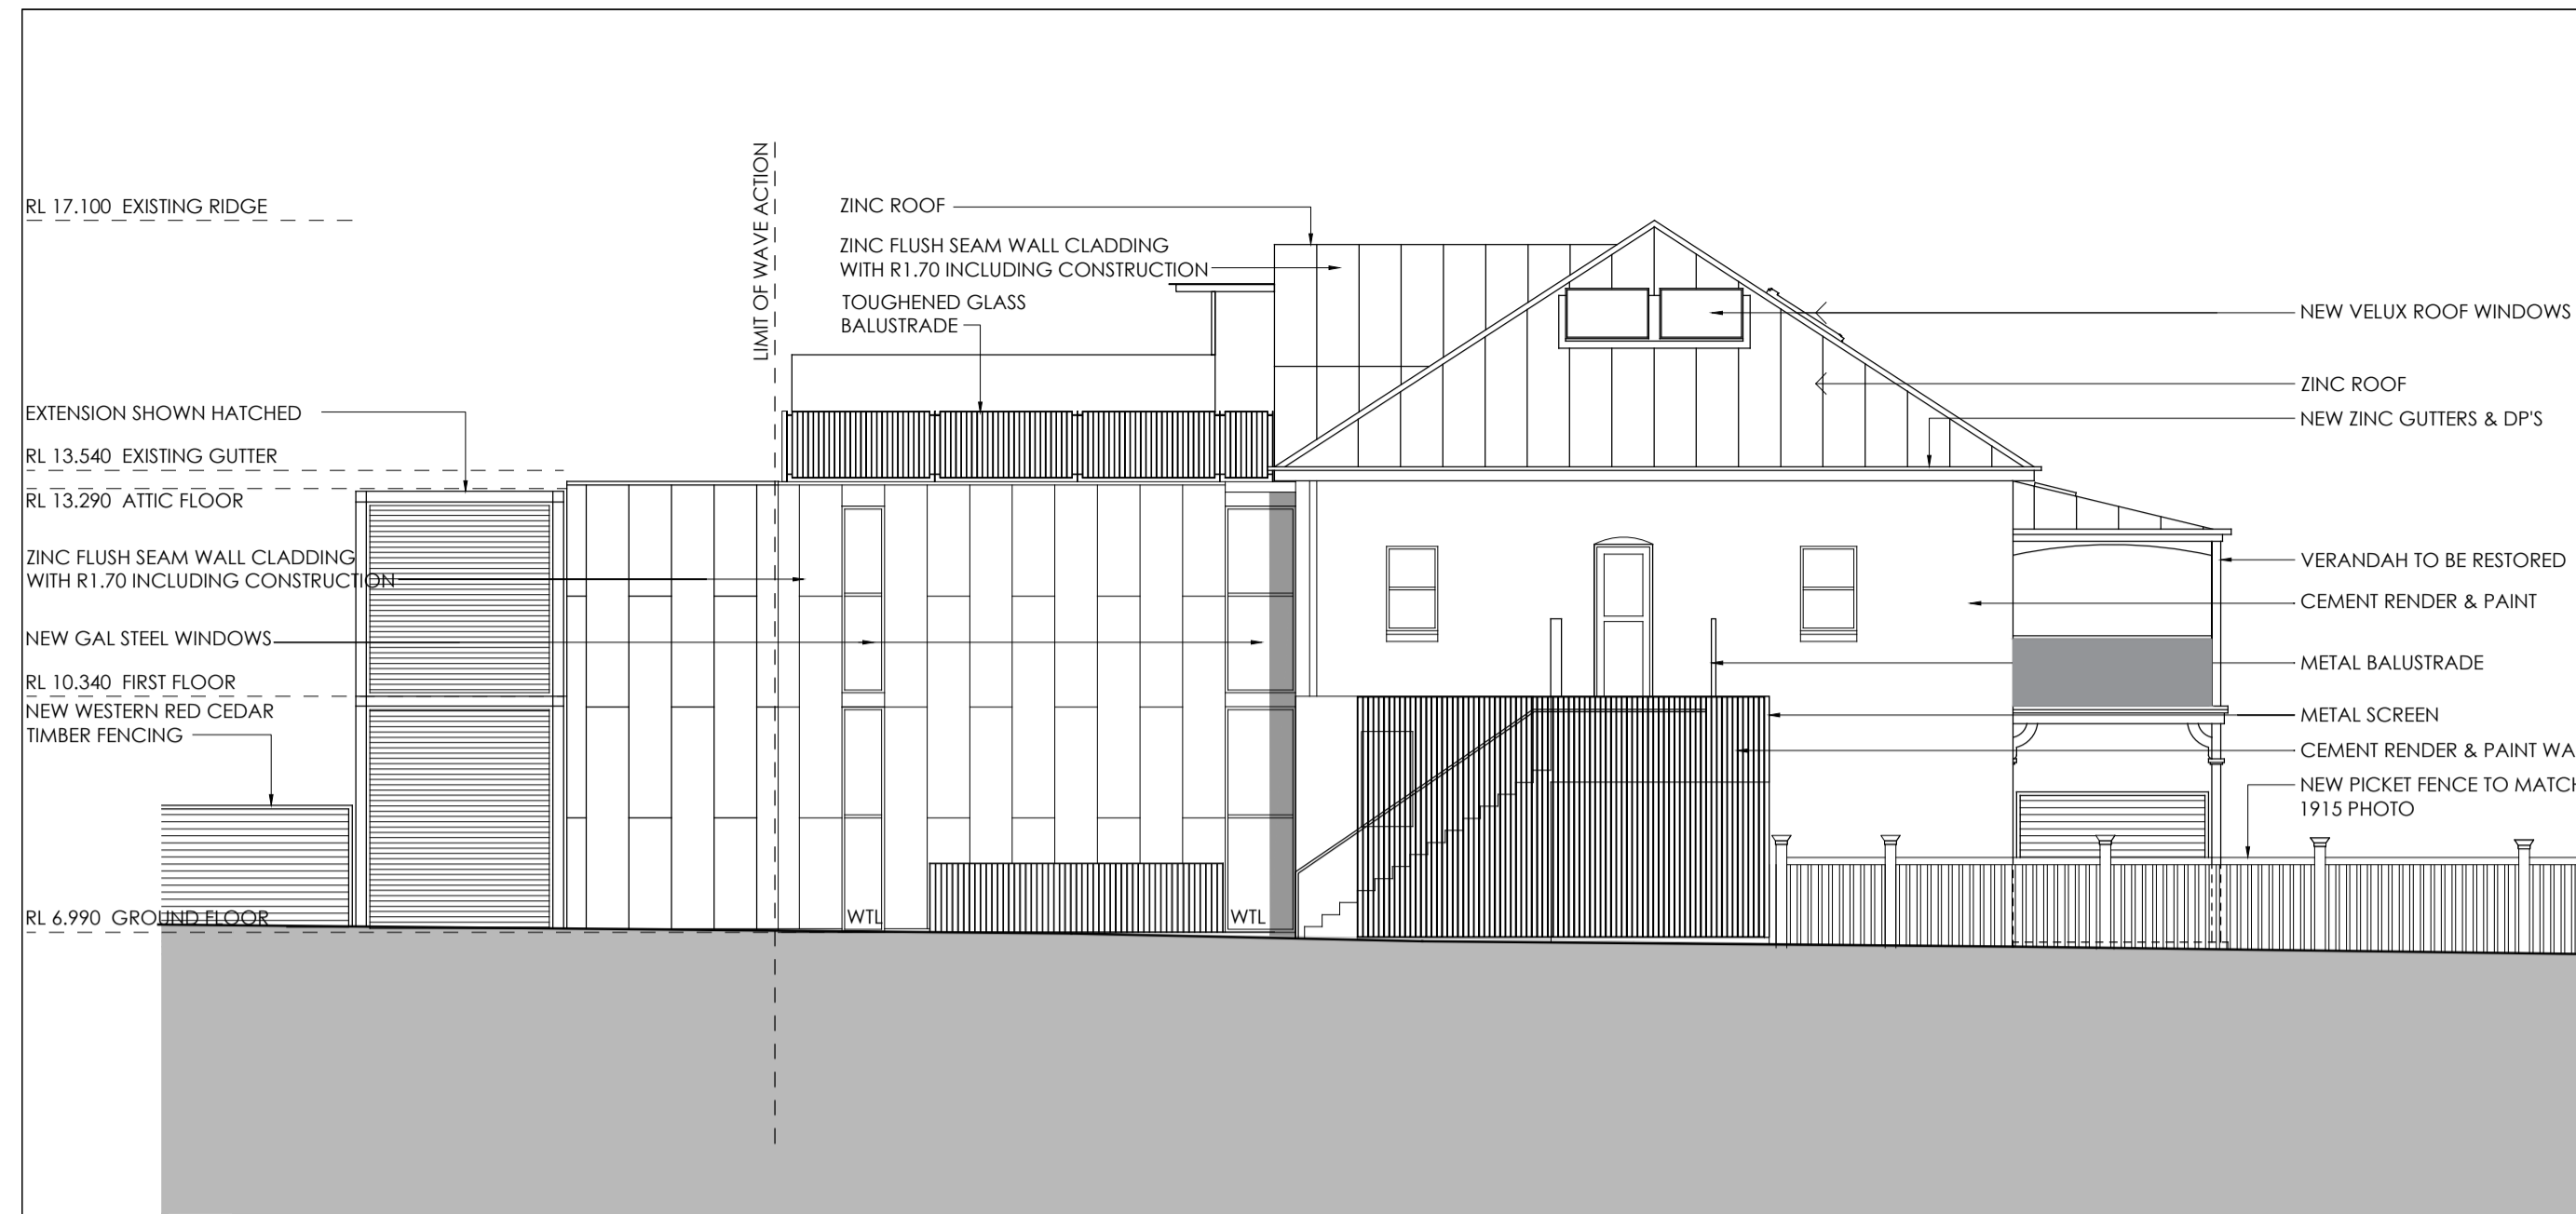 LIMIT OF WAVE ACTION
RL 17.100 EXISTING RIDGE
EXTENSION SHOWN HATCHED
RL 13.540 EXISTING GUTTER
RL 13.290 ATTIC FLOOR
ZINC FLUSH SEAM WALL CLADDING
WITH R1.70 INCLUDING CONSTRUCTION
NEW GAL STEEL WINDOWS
RL 10.340 FIRST FLOOR
NEW WESTERN RED CEDAR
TIMBER FENCING
RL 6.990 GROUND FLOOR
ZINC ROOF
ZINC FLUSH SEAM WALL CLADDING
WITH R1.70 INCLUDING CONSTRUCTION
TOUGHENED GLASS
BALUSTRADE
WTL
WTL
NEW VELUX ROOF WINDOWS
ZINC ROOF
NEW ZINC GUTTERS & DP'S
VERANDAH TO BE RESTORED
CEMENT RENDER & PAINT
METAL BALUSTRADE
METAL SCREEN
CEMENT RENDER & PAINT WA
NEW PICKET FENCE TO MATCH
1915 PHOTO